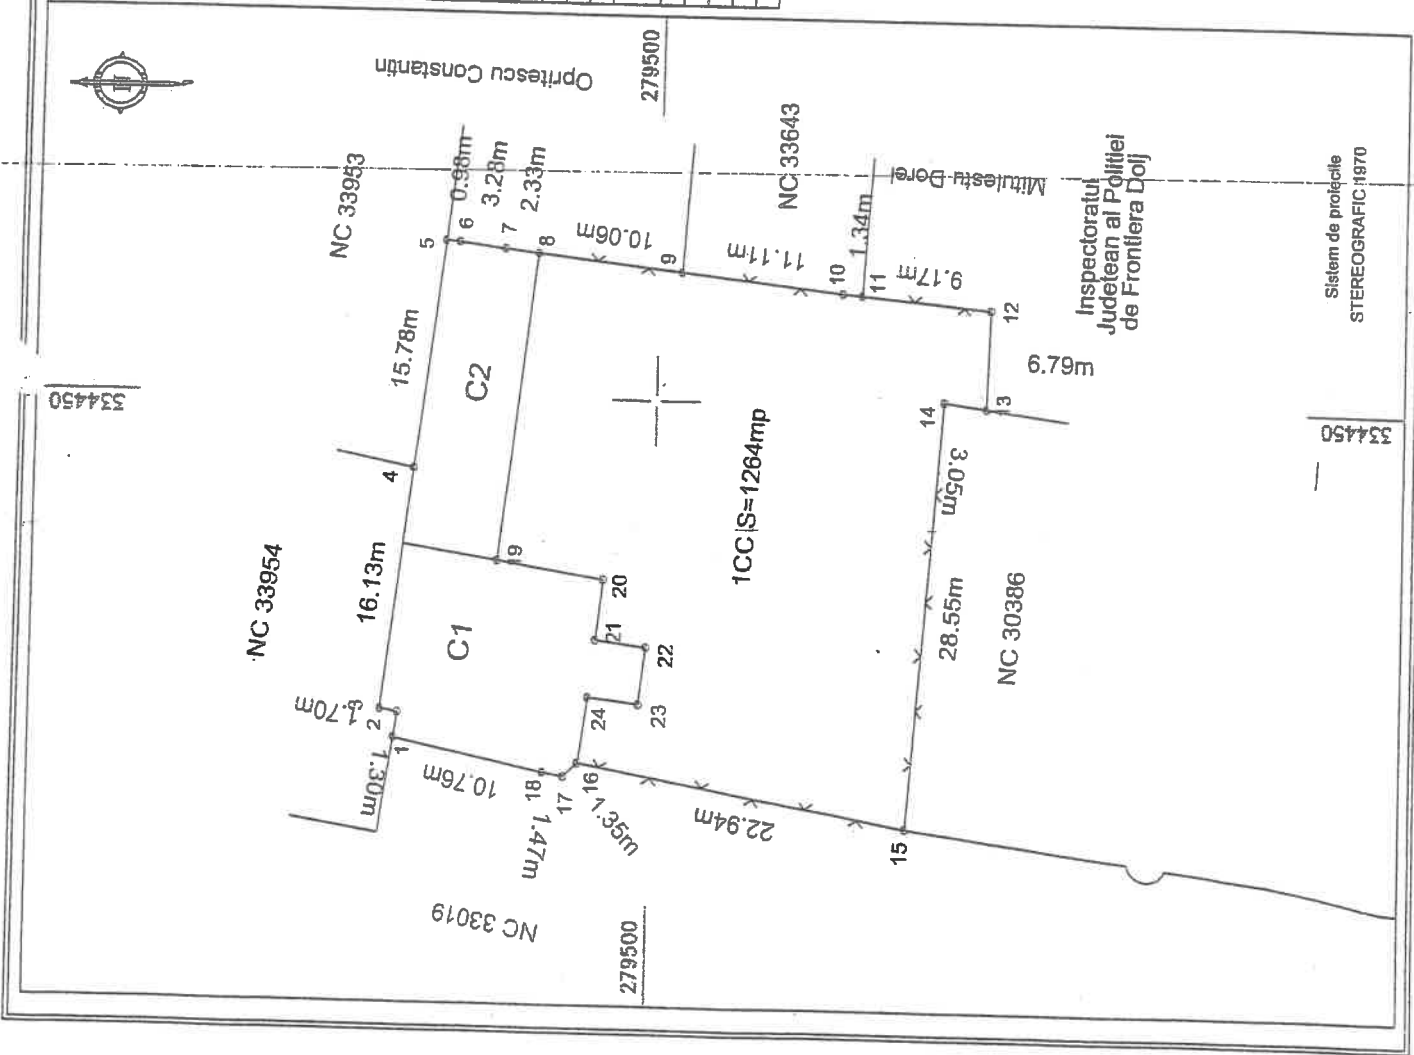 Opritescu Constantin
279500
NC 33953
0.98m
3.28m
2.33m
5
6
7
8
10.06m
9
NC 33643
11.11m
Mitulestu Dorel
1.34m
10
11
9.17m
12
Inspectoratul
Judetean al Politiei
de Frontiera Dolj
Sistem de proiectie
STEREOGRAFIC 1970
334450
15.78m
C2
4
6.79m
13
14
3.05m
334450
NC 33954
16.13m
C1
19
20
21
22
23
24
1CC S=1264mp
28.55m
NC 30386
2
1
1.30m
10.76m
18
17
16
1.47m
1.35m
22.94m
15
NC 33019
279500